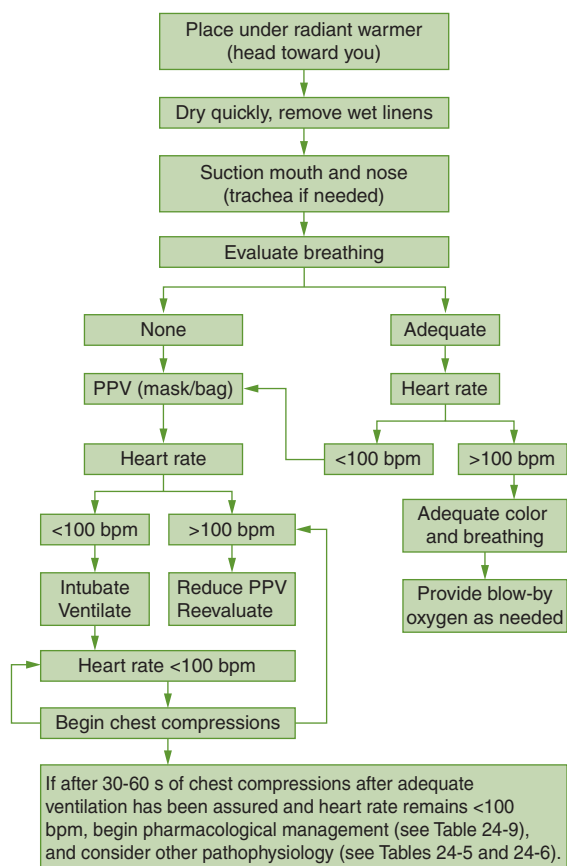 Place under radiant warmer
(head toward you)
Dry quickly, remove wet linens
Suction mouth and nose
(trachea if needed)
Evaluate breathing
None
Adequate
PPV (mask/bag)
Heart rate
Heart rate
<100 bpm
>100 bpm
<100 bpm
>100 bpm
Adequate color
and breathing
Intubate
Ventilate
Reduce PPV
Reevaluate
Provide blow-by
oxygen as needed
Heart rate <100 bpm
Begin chest compressions
If after 30-60 s of chest compressions after adequate
ventilation has been assured and heart rate remains <100
bpm, begin pharmacological management (see Table 24-9),
and consider other pathophysiology (see Tables 24-5 and 24-6).